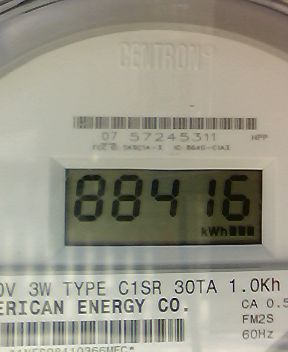 CENTRON®
07 57245311
88416
kWh
0V 3W TYPE C1SR 30TA 1.0Kh
ERICAN ENERGY CO.
CA 0.5
FM2S
60Hz